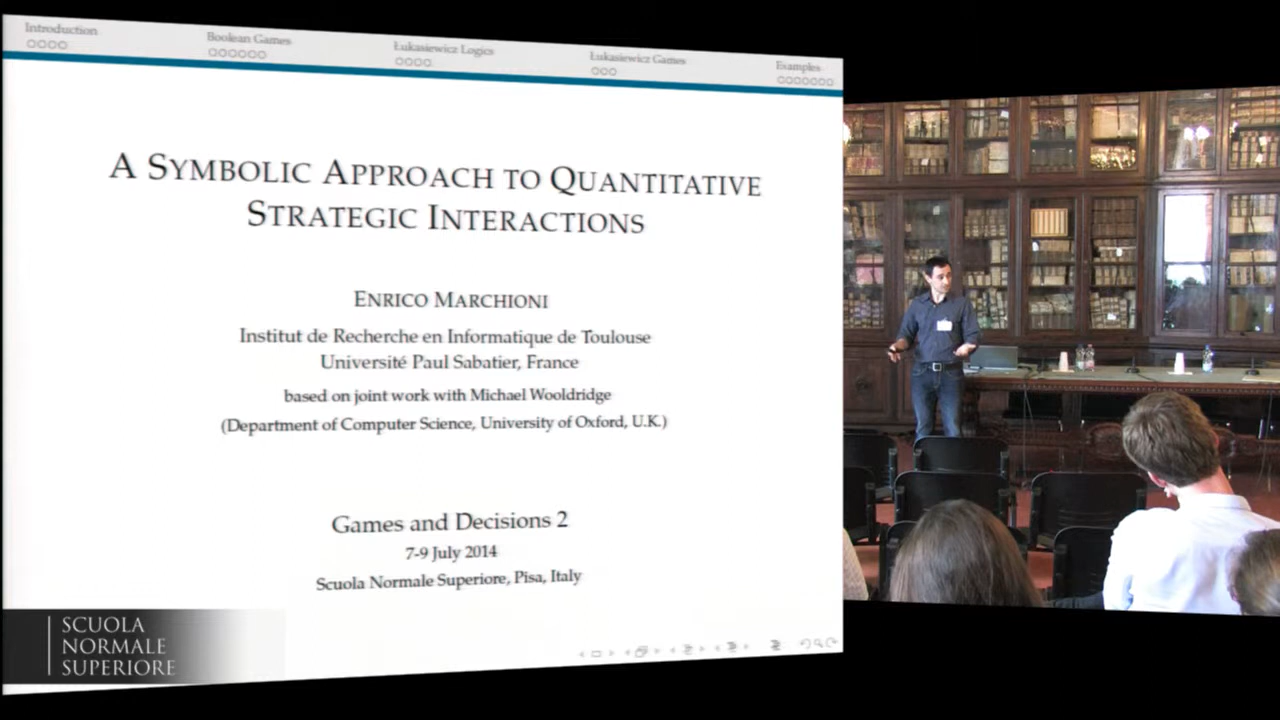 Introduction
Boolean Games
Łukasiewicz Logics
Łukasiewicz Games
Examples
A SYMBOLIC APPROACH TO QUANTITATIVE
STRATEGIC INTERACTIONS
ENRICO MARCHIONI
Institut de Recherche en Informatique de Toulouse
Université Paul Sabatier, France
based on joint work with Michael Wooldridge
(Department of Computer Science, University of Oxford, U.K.)
Games and Decisions 2
7-9 July 2014
Scuola Normale Superiore, Pisa, Italy
SCUOLA
NORMALE
SUPERIORE